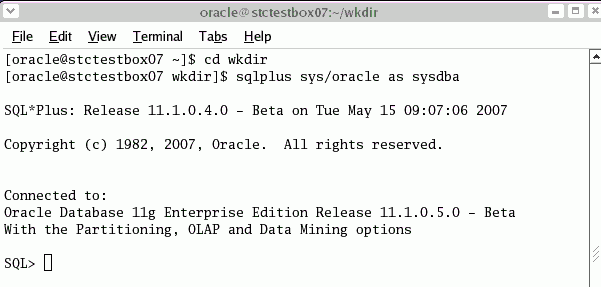 oracle@stctestbox07:~/wkdir
File Edit View Terminal Tabs Help
[oracle@stctestbox07 ~]$ cd wkdir
[oracle@stctestbox07 wkdir]$ sqlplus sys/oracle as sysdba
SQL*Plus: Release 11.1.0.4.0 - Beta on Tue May 15 09:07:06 2007
Copyright (c) 1982, 2007, Oracle.  All rights reserved.
Connected to:
Oracle Database 11g Enterprise Edition Release 11.1.0.5.0 - Beta
With the Partitioning, OLAP and Data Mining options
SQL>